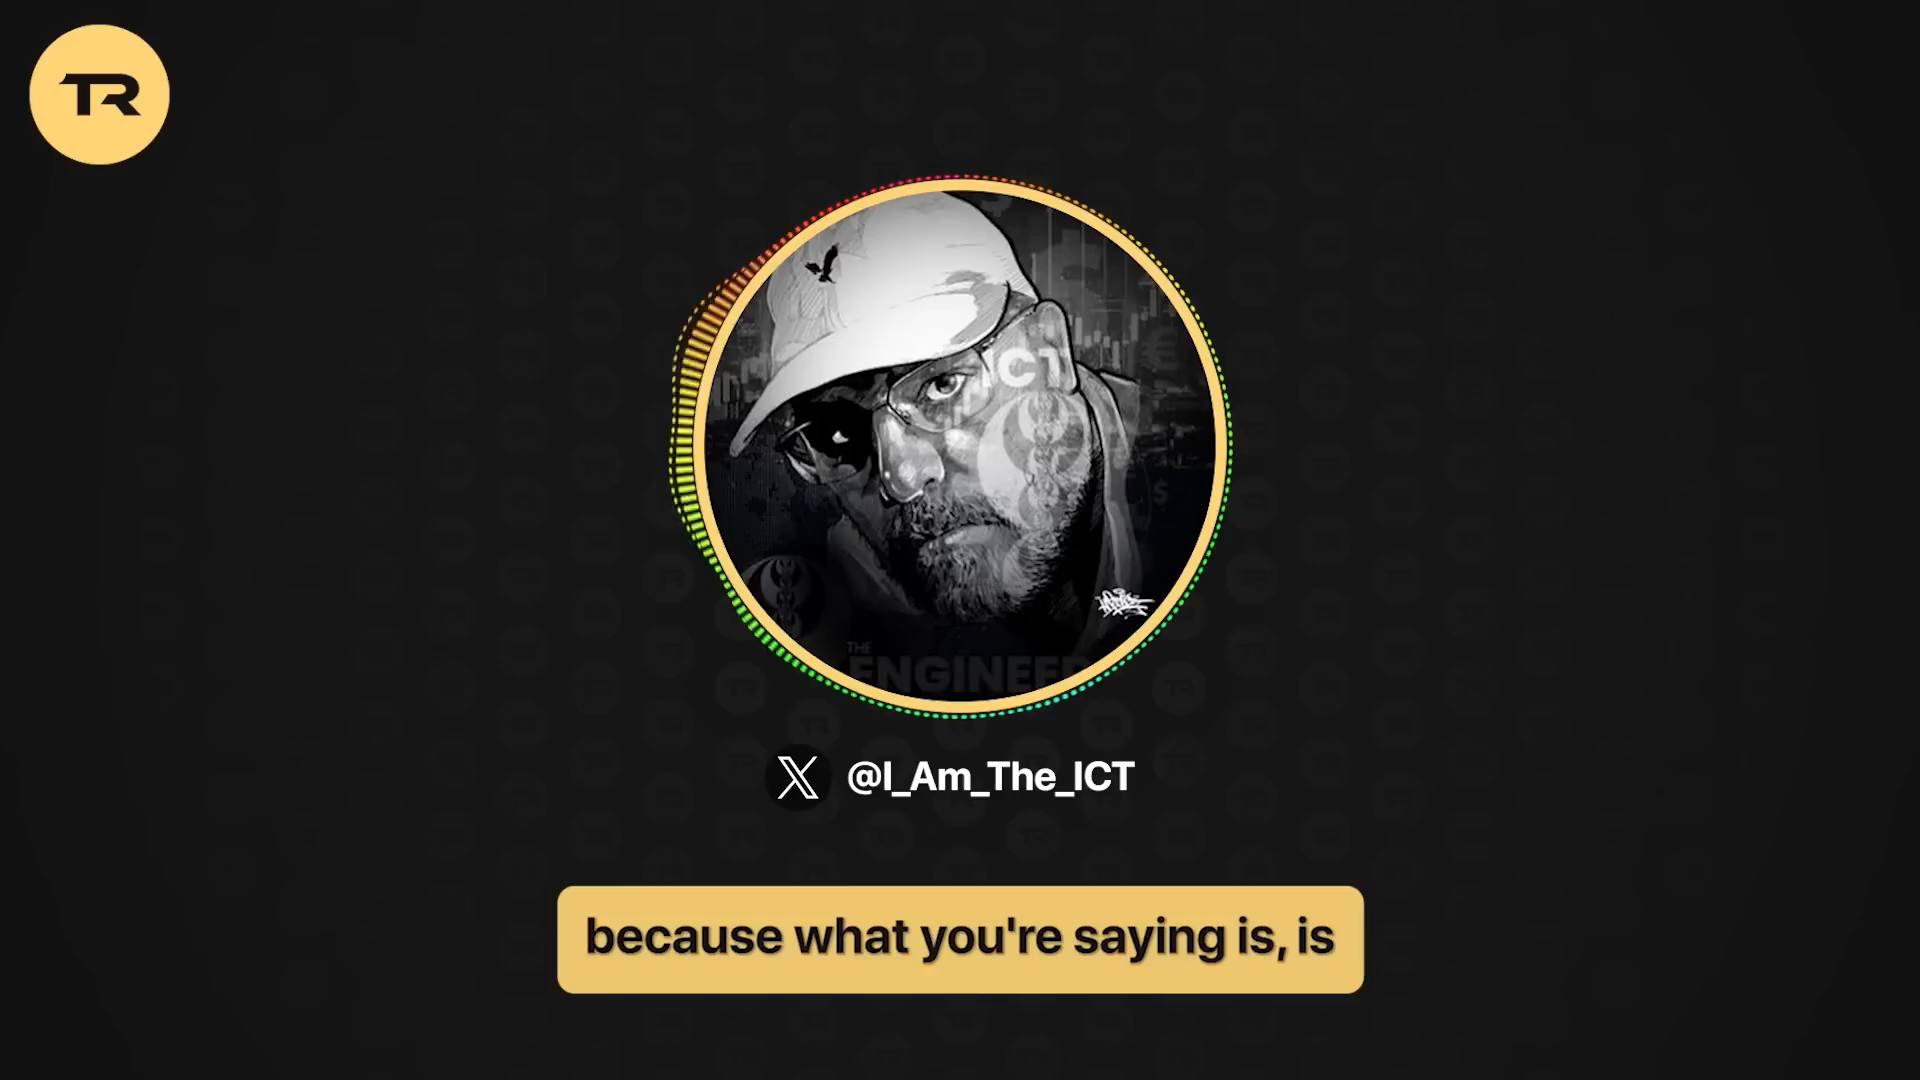 TR
$
ICT
€
$
THE
ENGINEER
@I_Am_The_ICT
because what you're saying is, is